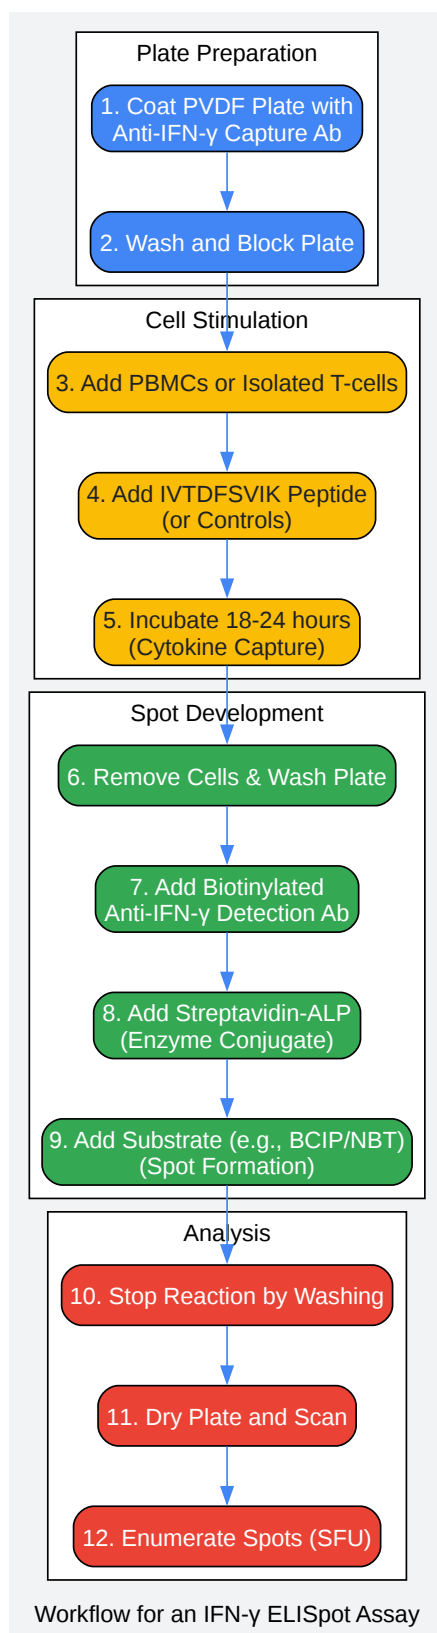 Plate Preparation
1. Coat PVDF Plate with
Anti-IFN-γ Capture Ab
2. Wash and Block Plate
Cell Stimulation
3. Add PBMCs or Isolated T-cells
4. Add IVTDFSVIK Peptide
(or Controls)
5. Incubate 18-24 hours
(Cytokine Capture)
Spot Development
6. Remove Cells & Wash Plate
7. Add Biotinylated
Anti-IFN-γ Detection Ab
8. Add Streptavidin-ALP
(Enzyme Conjugate)
9. Add Substrate (e.g., BCIP/NBT)
(Spot Formation)
Analysis
10. Stop Reaction by Washing
11. Dry Plate and Scan
12. Enumerate Spots (SFU)
Workflow for an IFN-γ ELISpot Assay